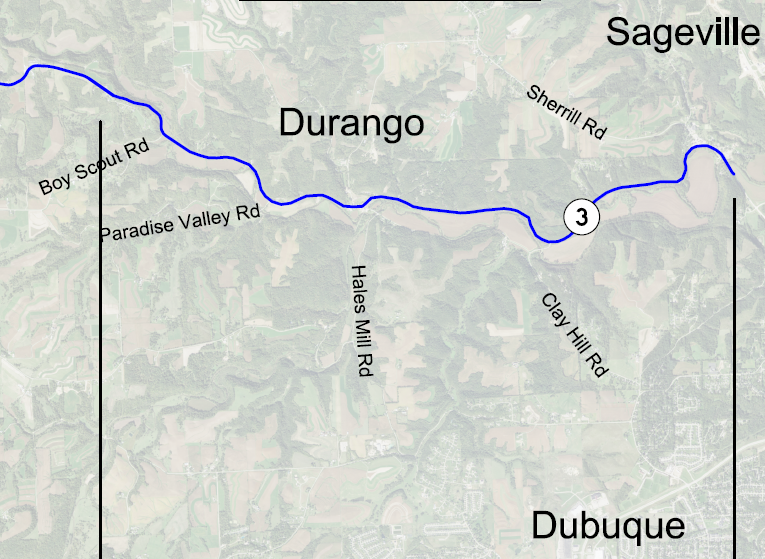 Sageville
Sherrill Rd
Durango
Boy Scout Rd
Paradise Valley Rd
3
Hales Mill Rd
Clay Hill Rd
Dubuque